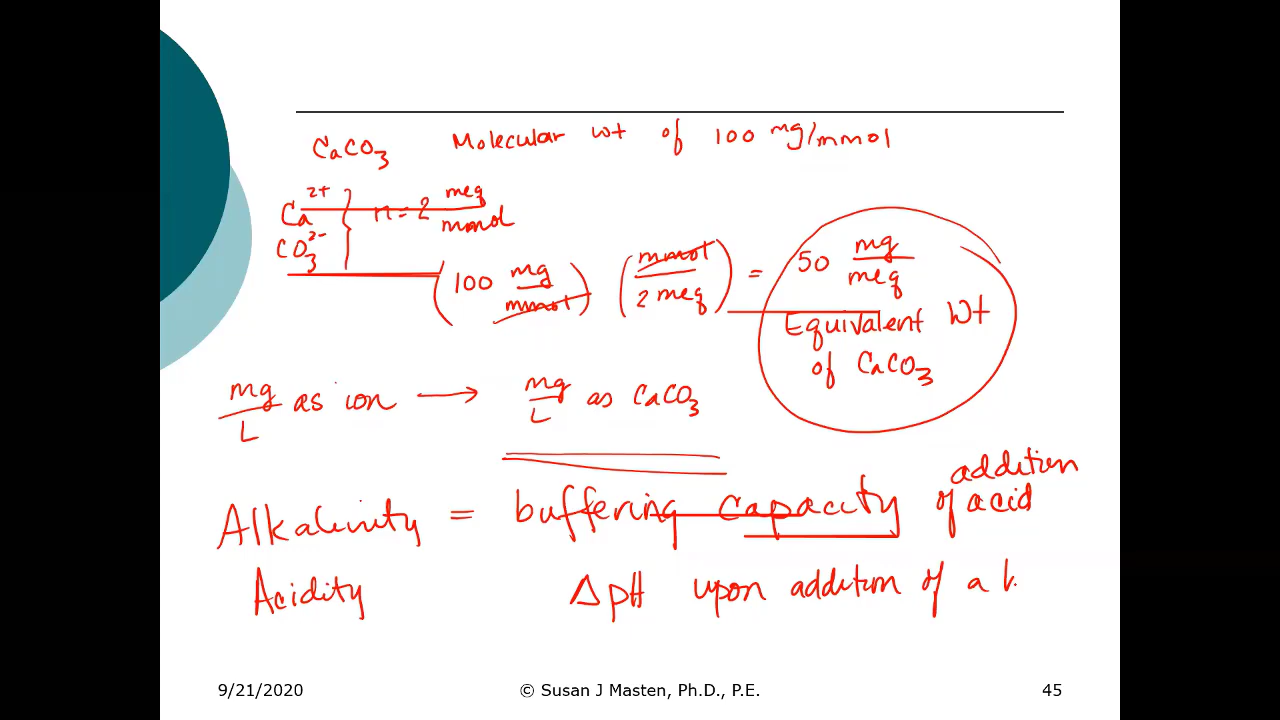 CaCO3 Molecular wt of 100 mg/mmol
Ca2+ } n = 2 meq/mmol
CO3 2-
(100 mg/mmol) (mmol/2 meq) = 50 mg/meq
Equivalent Wt
of CaCO3
mg/L as ion → mg/L as CaCO3
Alkalinity = buffering capacity of addition
acid
Acidity ΔpH upon addition of a
9/21/2020 © Susan J Masten, Ph.D., P.E. 45